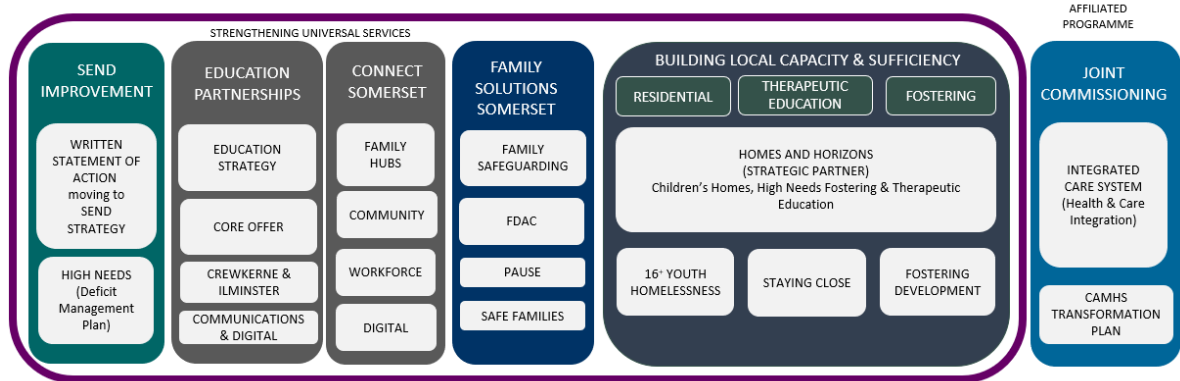 AFFILIATED
PROGRAMME
STRENGTHENING UNIVERSAL SERVICES
SEND
IMPROVEMENT
WRITTEN
STATEMENT OF
ACTION
moving to
SEND
STRATEGY
HIGH NEEDS
(Deficit
Management
Plan)
EDUCATION
PARTNERSHIPS
EDUCATION
STRATEGY
CORE OFFER
CREWKERNE &
ILMINSTER
COMMUNICATIONS
& DIGITAL
CONNECT
SOMERSET
FAMILY
HUBS
COMMUNITY
WORKFORCE
DIGITAL
FAMILY
SOLUTIONS
SOMERSET
FAMILY
SAFEGUARDING
FDAC
PAUSE
SAFE FAMILIES
BUILDING LOCAL CAPACITY & SUFFICIENCY
RESIDENTIAL
THERAPEUTIC
EDUCATION
FOSTERING
HOMES AND HORIZONS
(STRATEGIC PARTNER)
Children's Homes, High Needs Fostering & Therapeutic
Education
16⁺ YOUTH
HOMELESSNESS
STAYING CLOSE
FOSTERING
DEVELOPMENT
JOINT
COMMISSIONING
INTEGRATED
CARE SYSTEM
(Health & Care
Integration)
CAMHS
TRANSFORMATION
PLAN